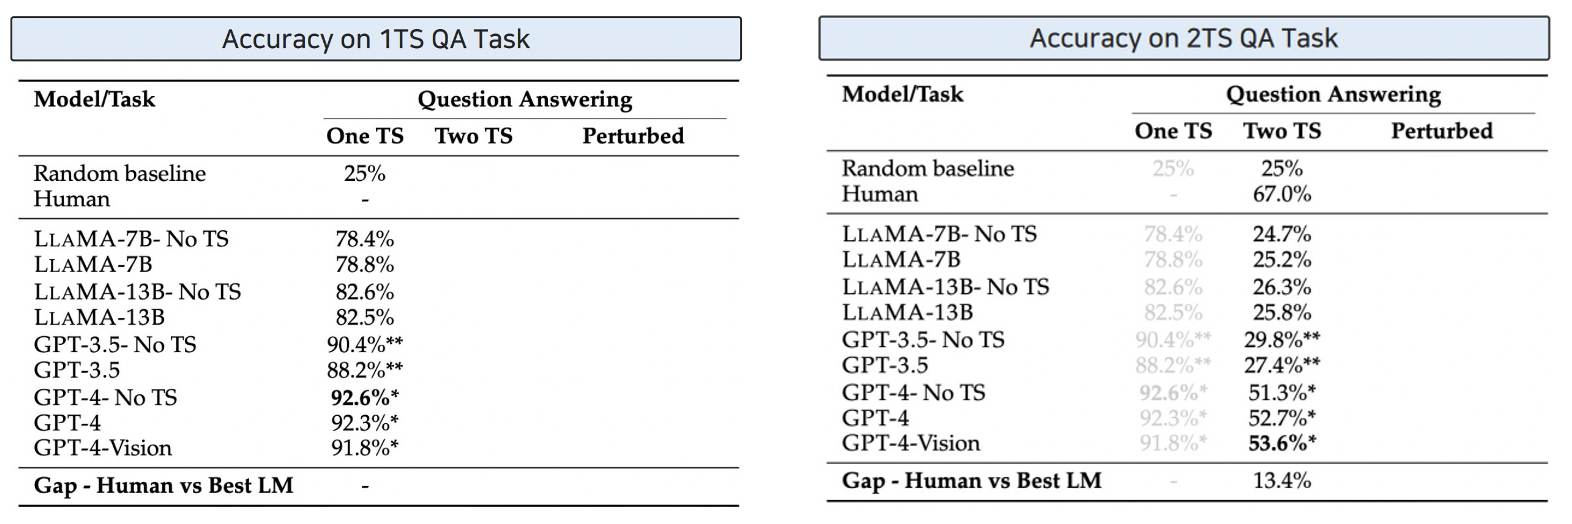 Accuracy on 1TS QA Task
Model/Task Question Answering
One TS Two TS Perturbed
Random baseline 25%
Human -
LLAMA-7B- No TS 78.4%
LLAMA-7B 78.8%
LLAMA-13B- No TS 82.6%
LLAMA-13B 82.5%
GPT-3.5- No TS 90.4%**
GPT-3.5 88.2%**
GPT-4- No TS 92.6%*
GPT-4 92.3%*
GPT-4-Vision 91.8%*
Gap - Human vs Best LM -
Accuracy on 2TS QA Task
Model/Task Question Answering
One TS Two TS Perturbed
Random baseline 25% 25%
Human - 67.0%
LLAMA-7B- No TS 78.4% 24.7%
LLAMA-7B 78.8% 25.2%
LLAMA-13B- No TS 82.6% 26.3%
LLAMA-13B 82.5% 25.8%
GPT-3.5- No TS 90.4%** 29.8%**
GPT-3.5 88.2%** 27.4%**
GPT-4- No TS 92.6%* 51.3%*
GPT-4 92.3%* 52.7%*
GPT-4-Vision 91.8%* 53.6%*
Gap - Human vs Best LM - 13.4%